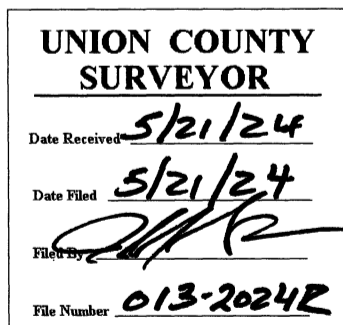 UNION COUNTY
SURVEYOR
Date Received 5/21/24
Date Filed 5/21/24
Filed By
File Number 013-2024R